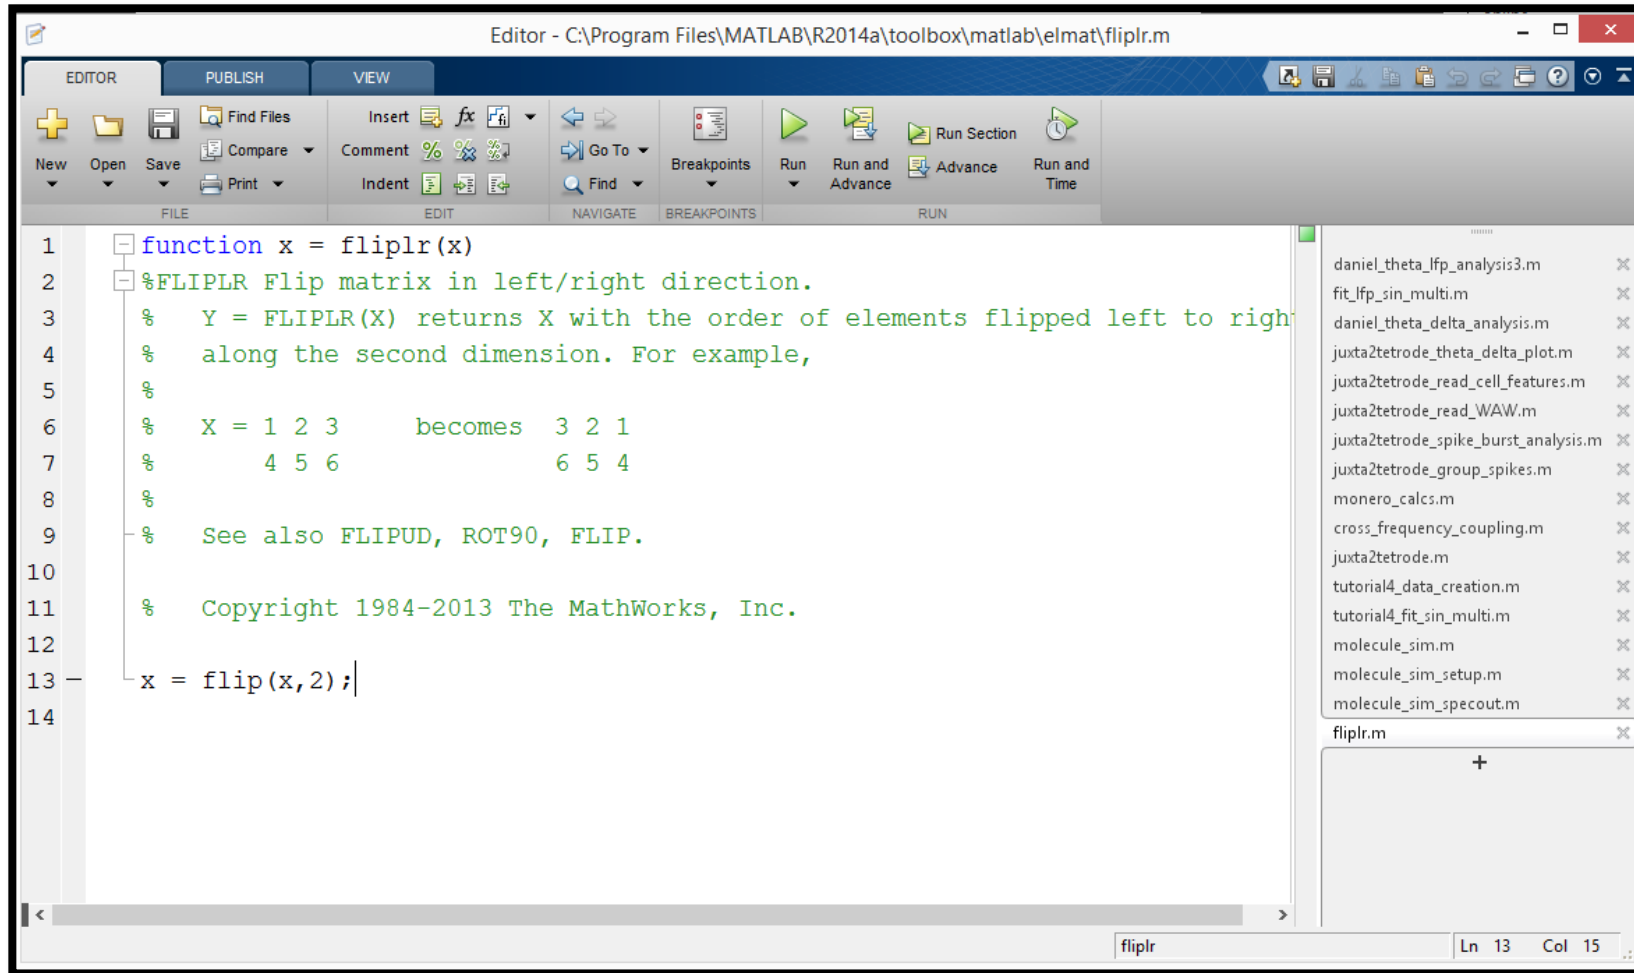 Editor - C:\Program Files\MATLAB\R2014a\toolbox\matlab\elmat\fliplr.m
EDITOR PUBLISH VIEW
New Open Save
Find Files
Compare
Print
FILE
Insert fx
Comment
Indent
EDIT
Go To
Find
NAVIGATE
Breakpoints
BREAKPOINTS
Run
Run and Advance
Run Section
Advance
Run and Time
RUN
1 function x = fliplr(x)
2 %FLIPLR Flip matrix in left/right direction.
3 % Y = FLIPLR(X) returns X with the order of elements flipped left to righ
4 % along the second dimension. For example,
5 %
6 % X = 1 2 3 becomes 3 2 1
7 % 4 5 6 6 5 4
8 %
9 % See also FLIPUD, ROT90, FLIP.
10
11 % Copyright 1984-2013 The MathWorks, Inc.
12
13 x = flip(x,2);
14
daniel_theta_lfp_analysis3.m
fit_lfp_sin_multi.m
daniel_theta_delta_analysis.m
juxta2tetrode_theta_delta_plot.m
juxta2tetrode_read_cell_features.m
juxta2tetrode_read_WAW.m
juxta2tetrode_spike_burst_analysis.m
juxta2tetrode_group_spikes.m
monero_calcs.m
cross_frequency_coupling.m
juxta2tetrode.m
tutorial4_data_creation.m
tutorial4_fit_sin_multi.m
molecule_sim.m
molecule_sim_setup.m
molecule_sim_specout.m
fliplr.m
fliplr Ln 13 Col 15